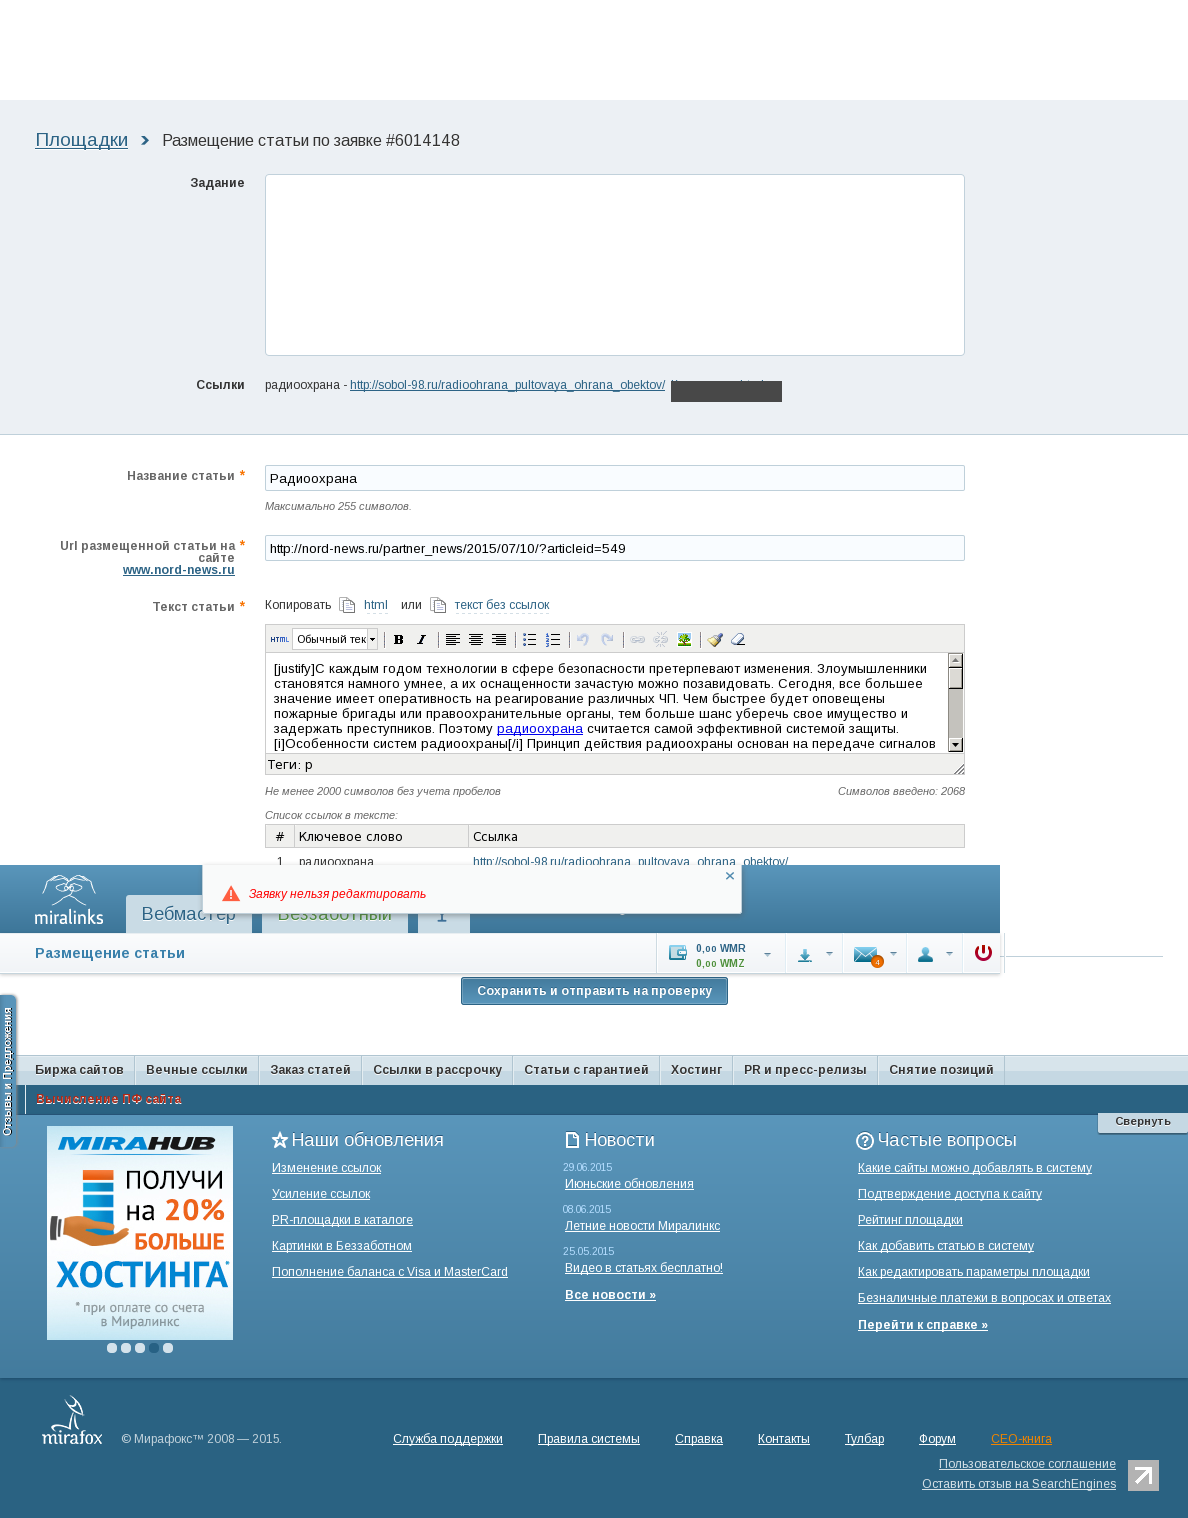 Площадки › Размещение статьи по заявке #6014148
Задание
Ссылки радиоохрана - http://sobol-98.ru/radioohrana_pultovaya_ohrana_obektov/
Название статьи * Радиоохрана
Максимально 255 символов.
Url размещенной статьи на *
сайте
www.nord-news.ru
http://nord-news.ru/partner_news/2015/07/10/?articleid=549
Текст статьи * Копировать html или текст без ссылок
HTML Обычный тек B I
[justify]С каждым годом технологии в сфере безопасности претерпевают изменения. Злоумышленники
становятся намного умнее, а их оснащенности зачастую можно позавидовать. Сегодня, все большее
значение имеет оперативность на реагирование различных ЧП. Чем быстрее будет оповещены
пожарные бригады или правоохранительные органы, тем больше шанс уберечь свое имущество и
задержать преступников. Поэтому радиоохрана считается самой эффективной системой защиты.
[i]Особенности систем радиоохраны[/i] Принцип действия радиоохраны основан на передаче сигналов
Теги: p
Не менее 2000 символов без учета пробелов Символов введено: 2068
Список ссылок в тексте:
# Ключевое слово Ссылка
1 радиоохрана http://sobol-98.ru/radioohrana_pultovaya_ohrana_obektov/
Заявку нельзя редактировать
miralinks Вебмастер Беззаботный 1
Размещение статьи
0,00 WMR
0,00 WMZ
4
Сохранить и отправить на проверку
Отзывы и Предложения
Биржа сайтов Вечные ссылки Заказ статей Ссылки в рассрочку Статьи с гарантией Хостинг PR и пресс-релизы Снятие позиций
Вычисление ПФ сайта
Свернуть
MIRAHUB
ПОЛУЧИ
на 20%
БОЛЬШЕ
ХОСТИНГА*
* при оплате со счета
в Миралинкс
Наши обновления
Изменение ссылок
Усиление ссылок
PR-площадки в каталоге
Картинки в Беззаботном
Пополнение баланса с Visa и MasterCard
Новости
29.06.2015
Июньские обновления
08.06.2015
Летние новости Миралинкс
25.05.2015
Видео в статьях бесплатно!
Все новости »
Частые вопросы
Какие сайты можно добавлять в систему
Подтверждение доступа к сайту
Рейтинг площадки
Как добавить статью в систему
Как редактировать параметры площадки
Безналичные платежи в вопросах и ответах
Перейти к справке »
mirafox © Мирафокс™ 2008 — 2015. Служба поддержки Правила системы Справка Контакты Тулбар Форум СЕО-книга
Пользовательское соглашение
Оставить отзыв на SearchEngines